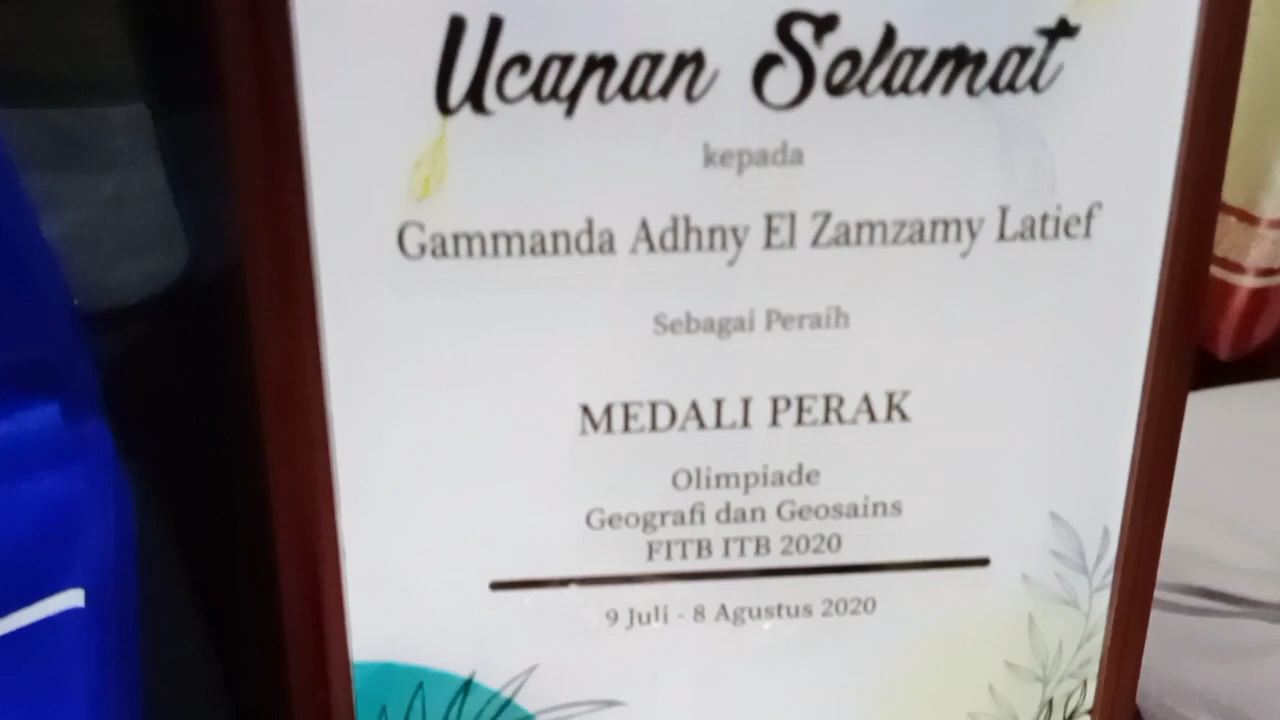 Ucapan Selamat
kepada
Gammanda Adhny El Zamzamy Latief
Sebagai Peraih
MEDALI PERAK
Olimpiade
Geografi dan Geosains
FITB ITB 2020
9 Juli - 8 Agustus 2020